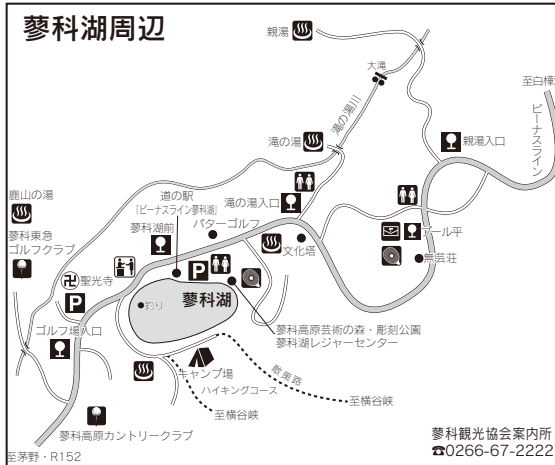 蓼科湖周辺
親湯
大滝
至白樺湖
滝の湯川
ビーナスライン
滝の湯
親湯入口
鹿山の湯
道の駅
「ビーナスライン蓼科湖」
滝の湯入口
蓼科東急
ゴルフクラブ
蓼科湖前
パターゴルフ
文化塔
プール平
無芸荘
聖光寺
P
P
蓼科湖
釣り
ゴルフ場入口
蓼科高原芸術の森・彫刻公園
蓼科湖レジャーセンター
キャンプ場
散策路
ハイキングコース
至横谷峡
至横谷峡
蓼科高原カントリークラブ
至茅野・R152
蓼科観光協会案内所
☎0266-67-2222